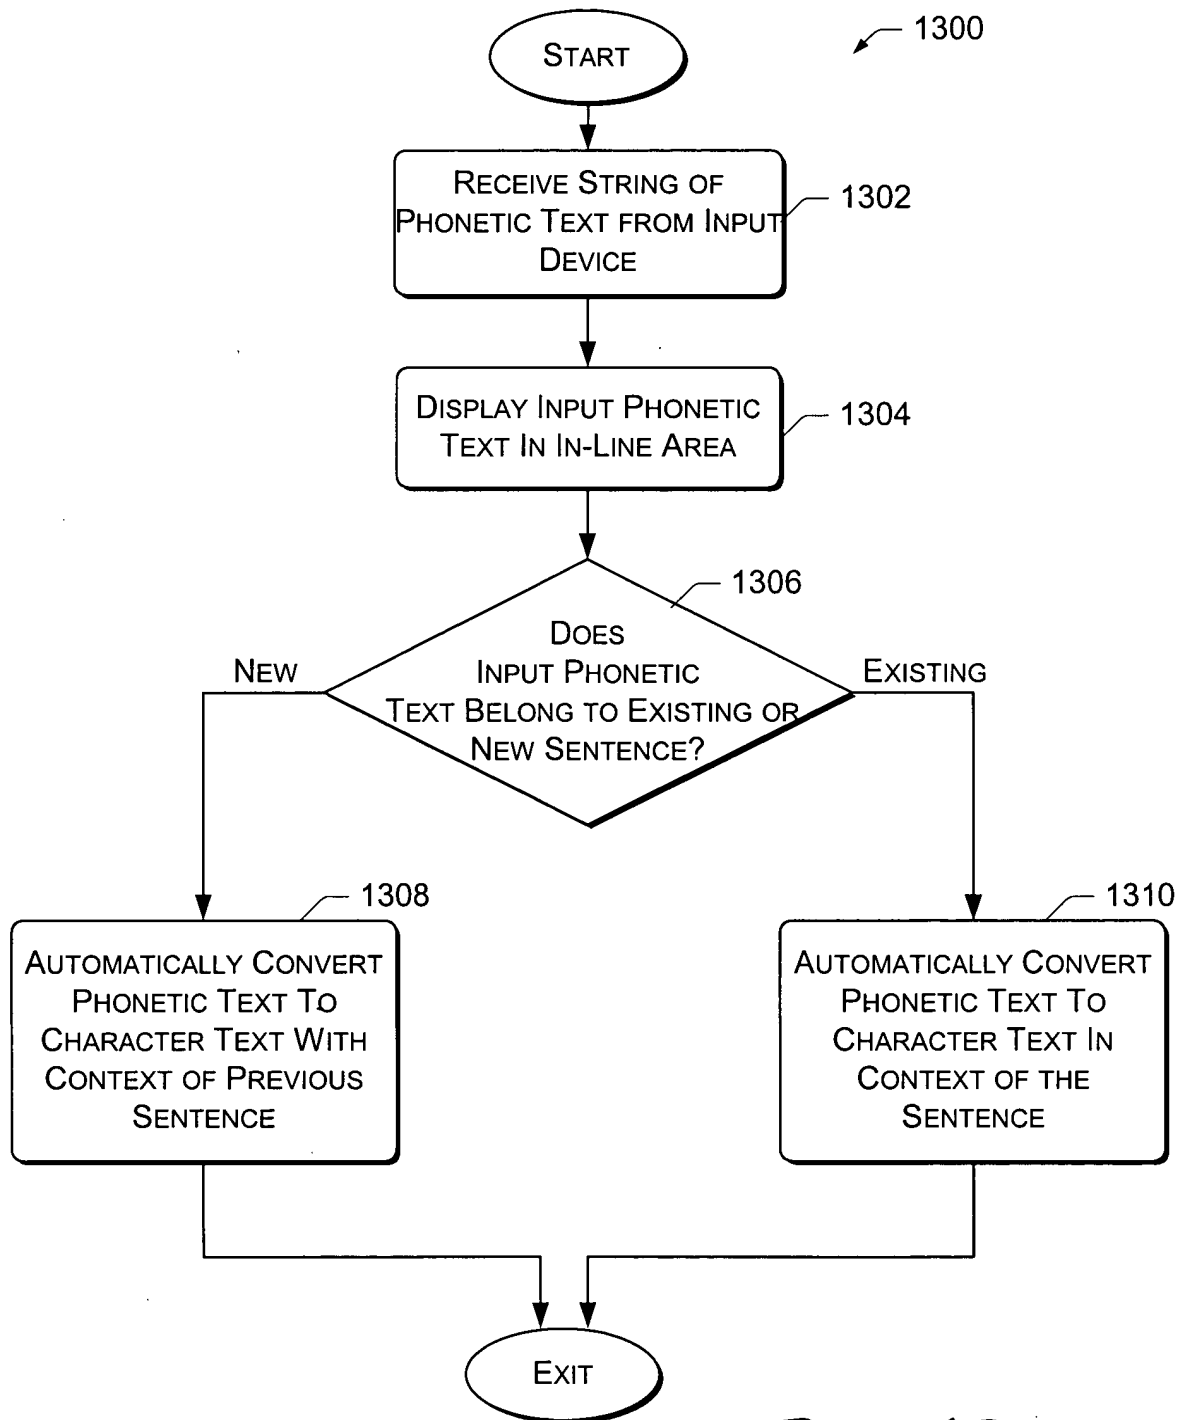 START
1300
RECEIVE STRING OF
PHONETIC TEXT FROM INPUT
DEVICE
1302
DISPLAY INPUT PHONETIC
TEXT IN IN-LINE AREA
1304
1306
DOES
INPUT PHONETIC
TEXT BELONG TO EXISTING OR
NEW SENTENCE?
NEW
EXISTING
1308
AUTOMATICALLY CONVERT
PHONETIC TEXT TO
CHARACTER TEXT WITH
CONTEXT OF PREVIOUS
SENTENCE
1310
AUTOMATICALLY CONVERT
PHONETIC TEXT TO
CHARACTER TEXT IN
CONTEXT OF THE
SENTENCE
EXIT